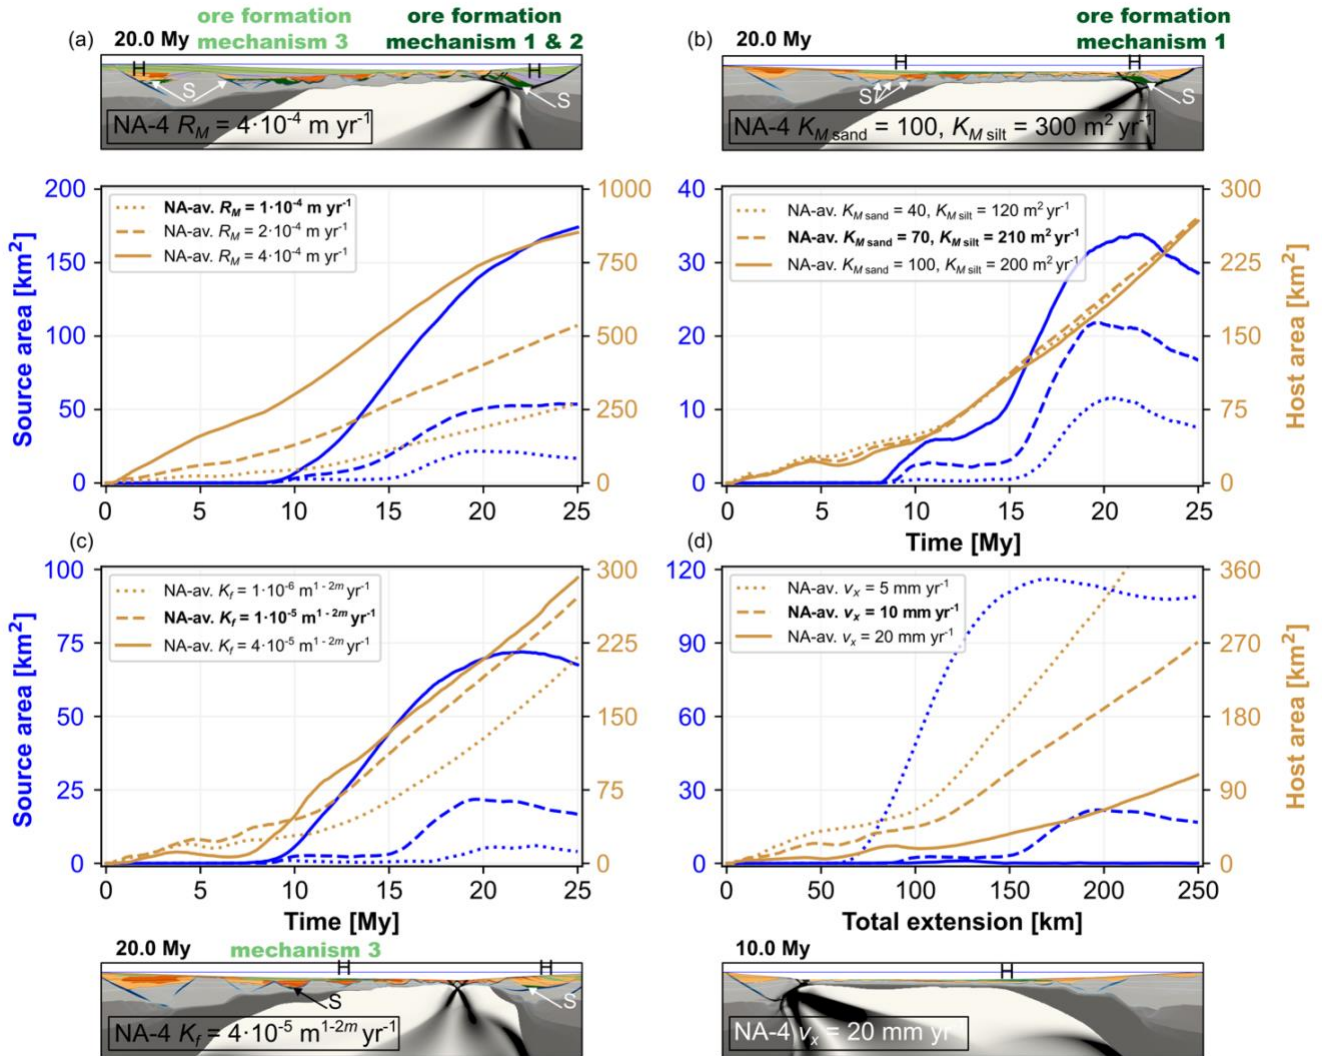 ore formation
mechanism 3
ore formation
mechanism 1 & 2
(a)
20.0 My
H
S
H
S
NA-4 R_M = 4·10⁻⁴ m yr⁻¹
(b)
20.0 My
ore formation
mechanism 1
H
S
H
S
NA-4 K_M sand = 100, K_M silt = 300 m² yr⁻¹
200
150
100
50
0
Source area [km²]
NA-av. R_M = 1·10⁻⁴ m yr⁻¹
NA-av. R_M = 2·10⁻⁴ m yr⁻¹
NA-av. R_M = 4·10⁻⁴ m yr⁻¹
1000
750
500
250
0
0 5 10 15 20 25
40
30
20
10
0
NA-av. K_M sand = 40, K_M silt = 120 m² yr⁻¹
NA-av. K_M sand = 70, K_M silt = 210 m² yr⁻¹
NA-av. K_M sand = 100, K_M silt = 200 m² yr⁻¹
300
225
150
75
0
Host area [km²]
0 5 10 15 20 25
Time [My]
(c)
100
75
50
25
0
Source area [km²]
NA-av. K_f = 1·10⁻⁶ m¹⁻²ᵐ yr⁻¹
NA-av. K_f = 1·10⁻⁵ m¹⁻²ᵐ yr⁻¹
NA-av. K_f = 4·10⁻⁵ m¹⁻²ᵐ yr⁻¹
300
225
150
75
0
0 5 10 15 20 25
Time [My]
(d)
120
90
60
30
0
NA-av. v_x = 5 mm yr⁻¹
NA-av. v_x = 10 mm yr⁻¹
NA-av. v_x = 20 mm yr⁻¹
360
270
180
90
0
Host area [km²]
0 50 100 150 200 250
Total extension [km]
20.0 My
mechanism 3
H
H
S
S
NA-4 K_f = 4·10⁻⁵ m¹⁻²ᵐ yr⁻¹
10.0 My
H
NA-4 v_x = 20 mm yr⁻¹